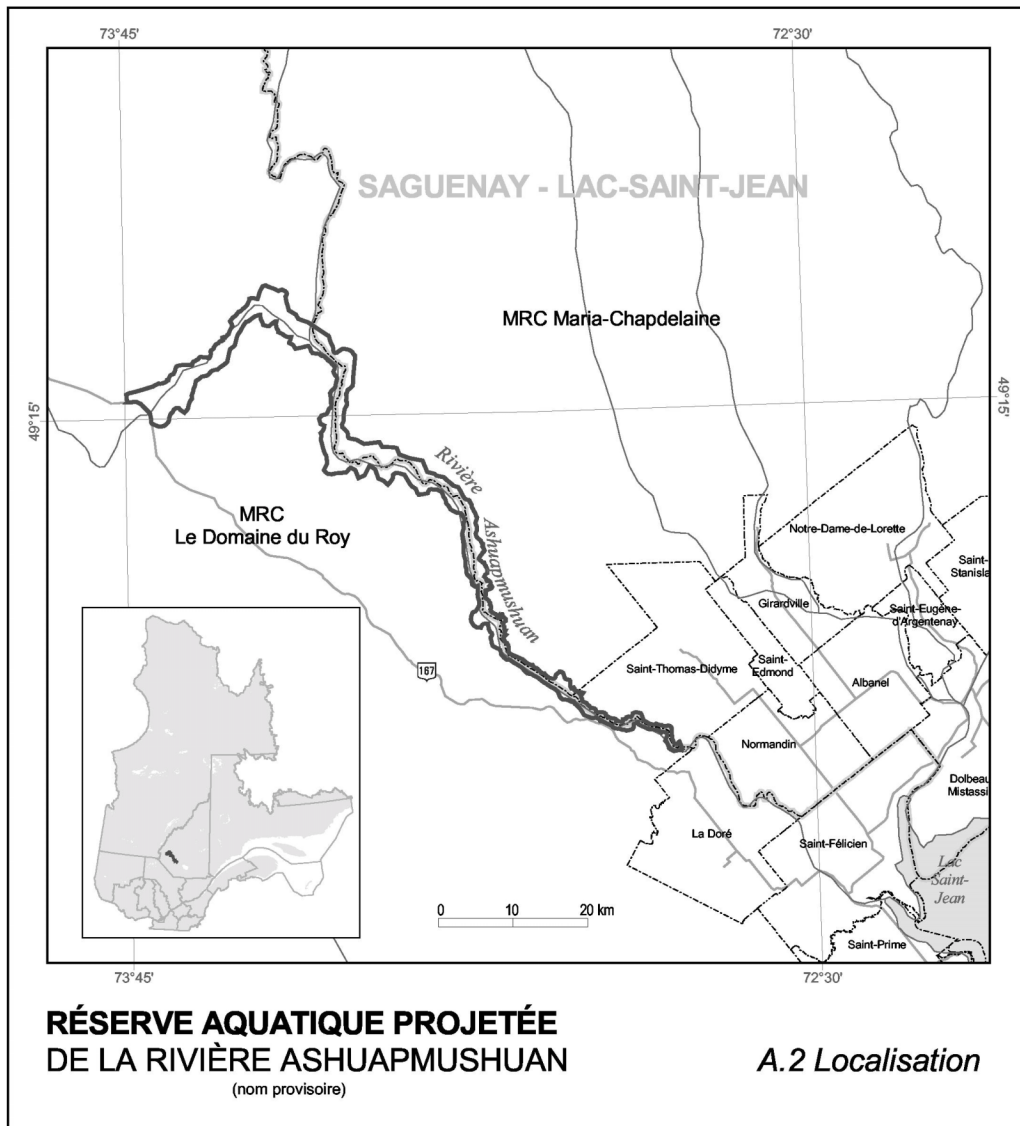 73°45'
72°30'
SAGUENAY - LAC-SAINT-JEAN
MRC Maria-Chapdelaine
49°15'
49°15'
Rivière
Ashuapmushuan
MRC
Le Domaine du Roy
Notre-Dame-de-Lorette
Saint-
Stanisla
Girardville
Saint-Eugène-
d'Argentenay
Saint-Thomas-Didyme
Saint-
Edmond
Albanel
167
Normandin
Dolbeau
Mistassi
La Doré
Saint-Félicien
Lac
Saint-
Jean
0 10 20 km
Saint-Prime
73°45'
72°30'
RÉSERVE AQUATIQUE PROJETÉE
DE LA RIVIÈRE ASHUAPMUSHUAN
(nom provisoire)
A.2 Localisation